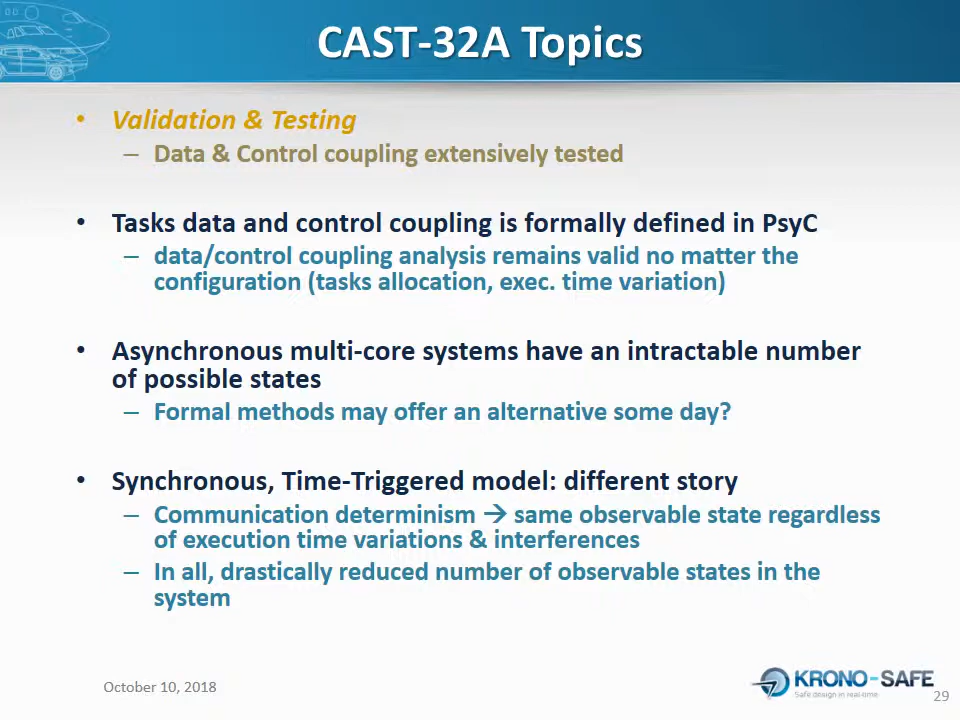 CAST-32A Topics
• Validation & Testing
– Data & Control coupling extensively tested
• Tasks data and control coupling is formally defined in PsyC
– data/control coupling analysis remains valid no matter the
configuration (tasks allocation, exec. time variation)
• Asynchronous multi-core systems have an intractable number
of possible states
– Formal methods may offer an alternative some day?
• Synchronous, Time-Triggered model: different story
– Communication determinism → same observable state regardless
of execution time variations & interferences
– In all, drastically reduced number of observable states in the
system
October 10, 2018
KRONO-SAFE
Safe design in real-time
29